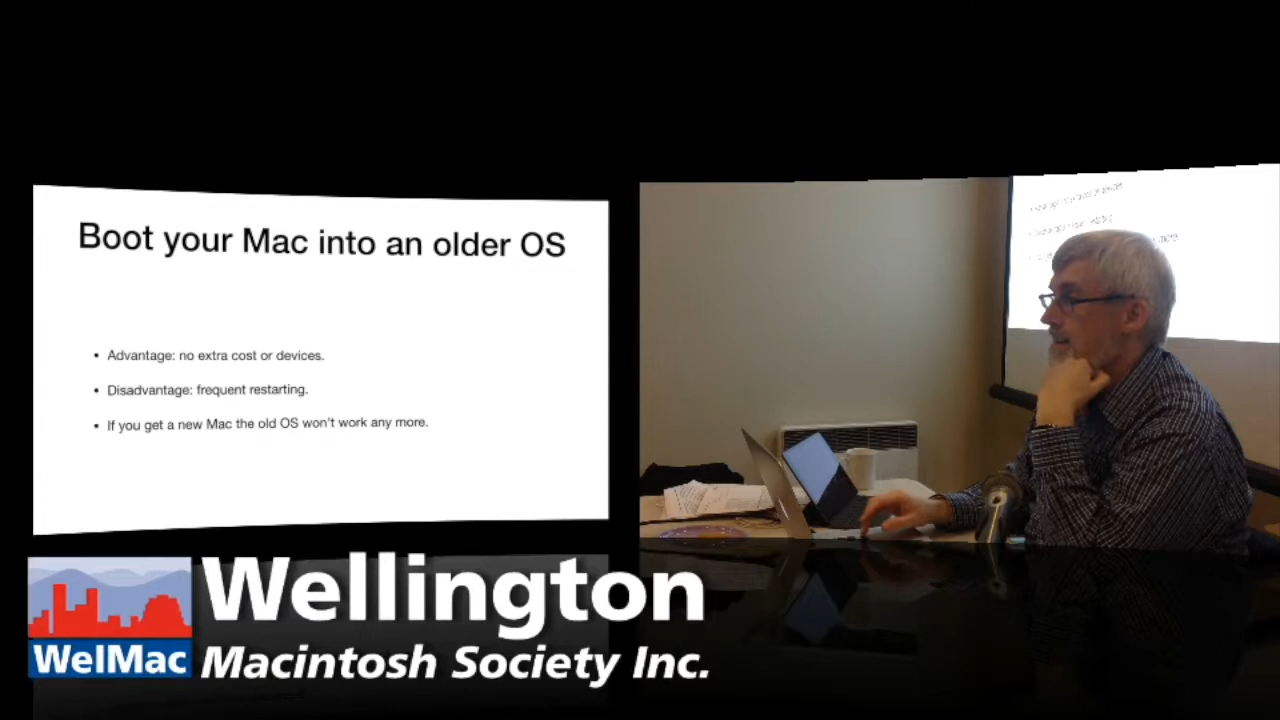 Boot your Mac into an older OS
• Advantage: no extra cost or devices.
• Disadvantage: frequent restarting.
• If you get a new Mac the old OS won't work any more.
Wellington
WelMac
Macintosh Society Inc.